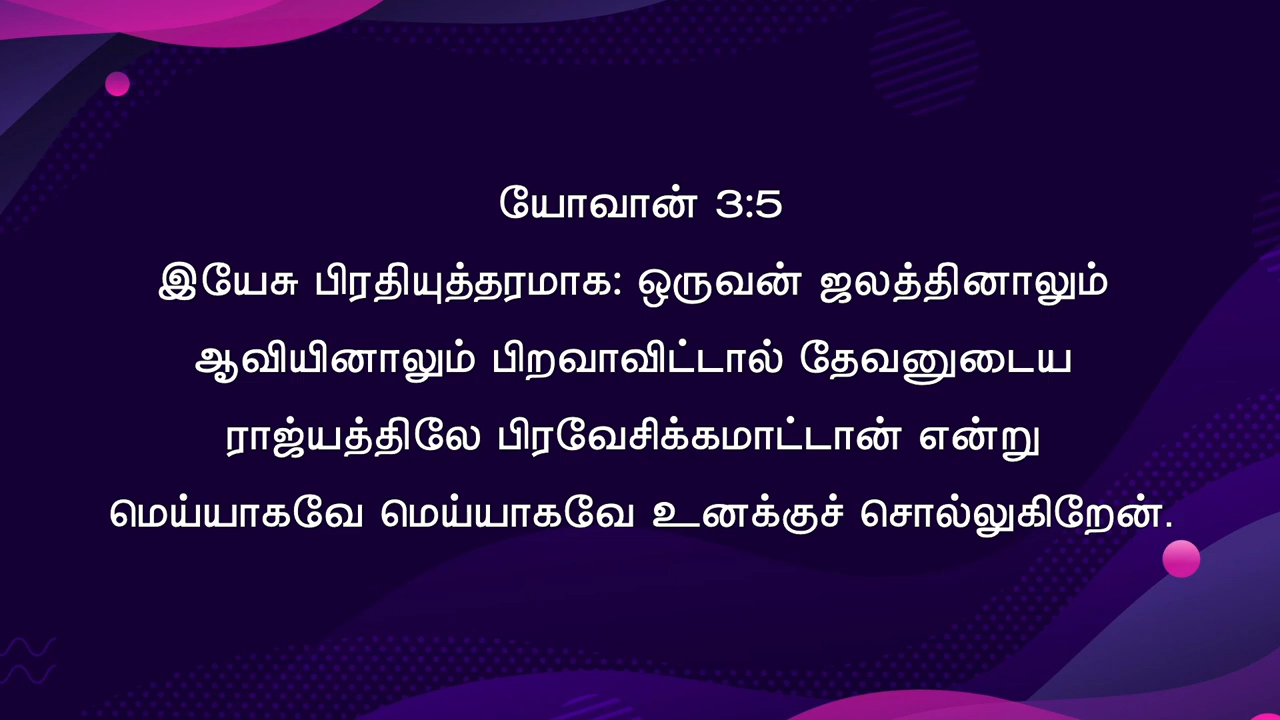 யோவான் 3:5
இயேசு பிரதியுத்தரமாக: ஒருவன் ஜலத்தினாலும்
ஆவியினாலும் பிறவாவிட்டால் தேவனுடைய
ராஜ்யத்திலே பிரவேசிக்கமாட்டான் என்று
மெய்யாகவே மெய்யாகவே உனக்குச் சொல்லுகிறேன்.